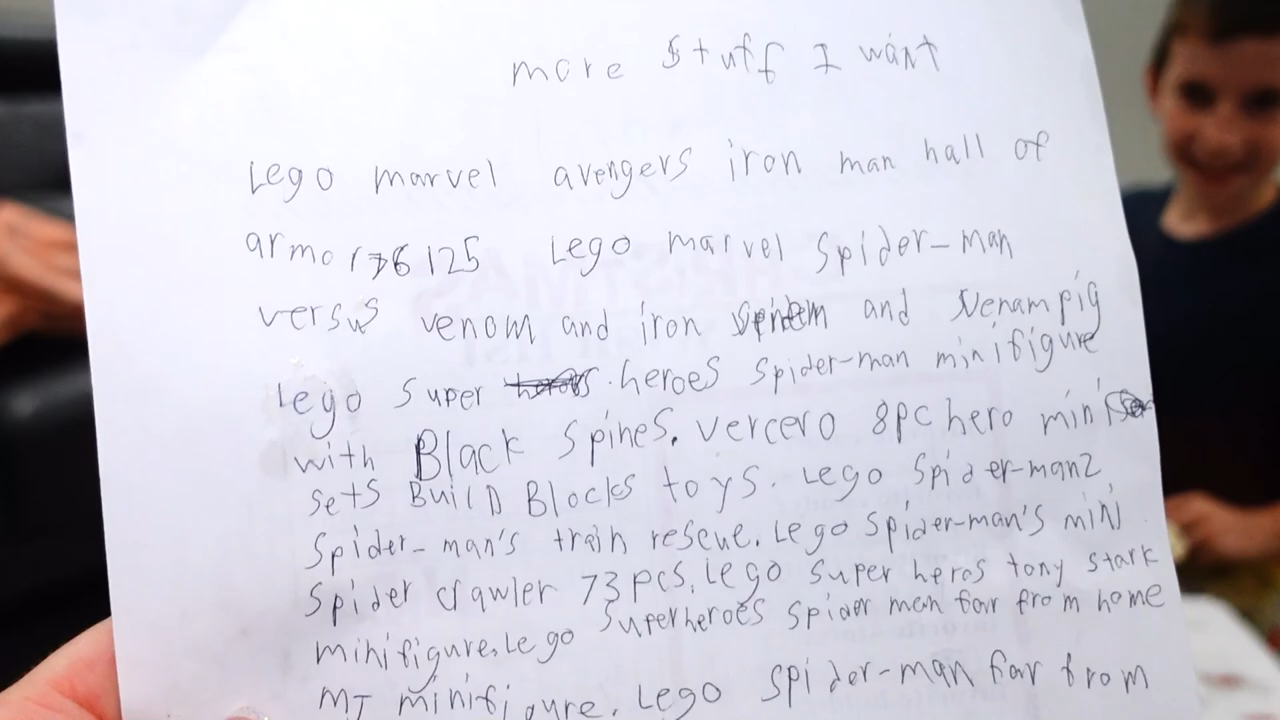 more Stuff I want
Lego marvel avengers iron man hall of
armor 76125 Lego marvel Spider-man
versus venom and iron and Venampig
Lego super heroes spider-man minifigure
with Black Spines. vercero 8pc hero mini
sets BUILD Blocks toys. Lego Spider-man2
Spider-man's train rescue. Lego Spider-man's mini
Spider crawler 73 pcs. Lego super heros tony stark
minifigure. Lego Superheroes Spider man far from home
MJ minifigure. Lego Spider-man far from